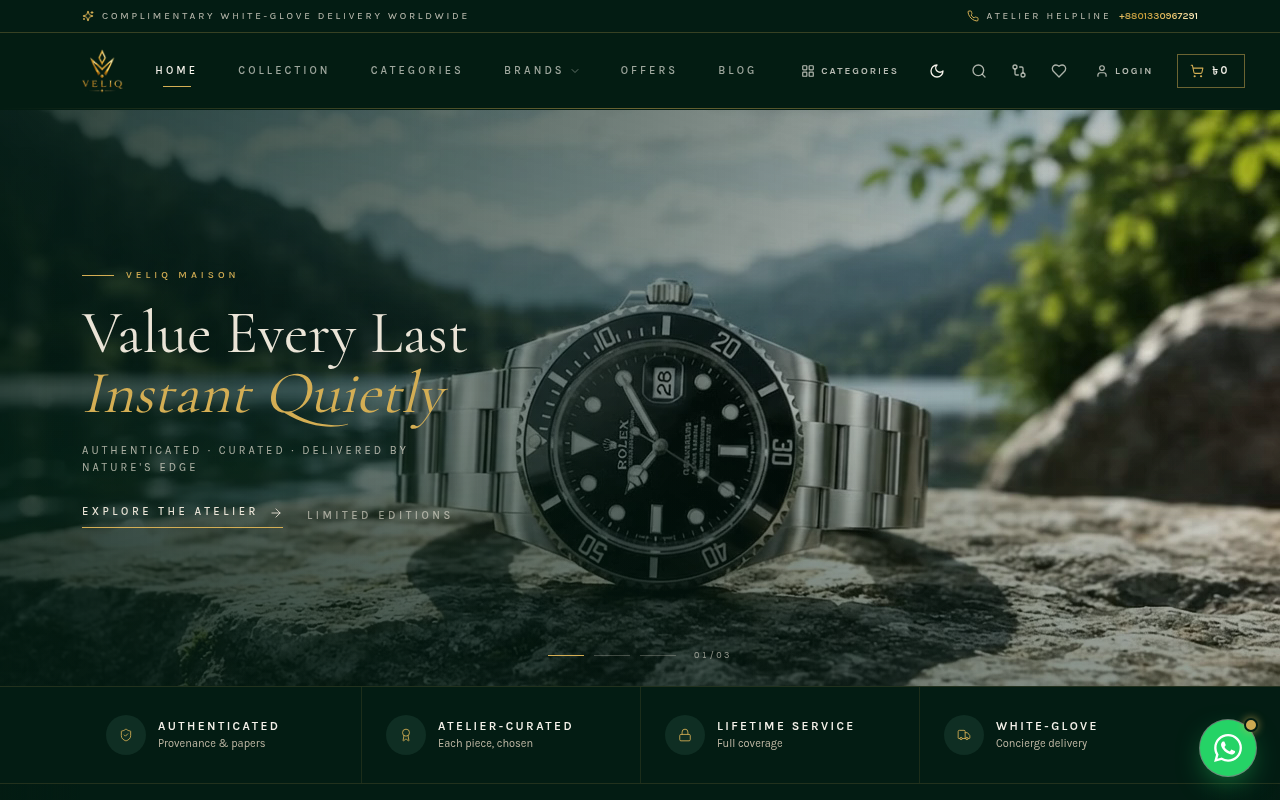 COMPLIMENTARY WHITE-GLOVE DELIVERY WORLDWIDE
ATELIER HELPLINE +8801330967291
VELIQ
HOME
COLLECTION
CATEGORIES
BRANDS
OFFERS
BLOG
CATEGORIES
LOGIN
৳0
VELIQ MAISON
Value Every Last
Instant Quietly
AUTHENTICATED · CURATED · DELIVERED BY
NATURE'S EDGE
EXPLORE THE ATELIER
LIMITED EDITIONS
10
20
28
30
40
50
ROLEX
01/03
AUTHENTICATED
Provenance & papers
ATELIER-CURATED
Each piece, chosen
LIFETIME SERVICE
Full coverage
WHITE-GLOVE
Concierge delivery